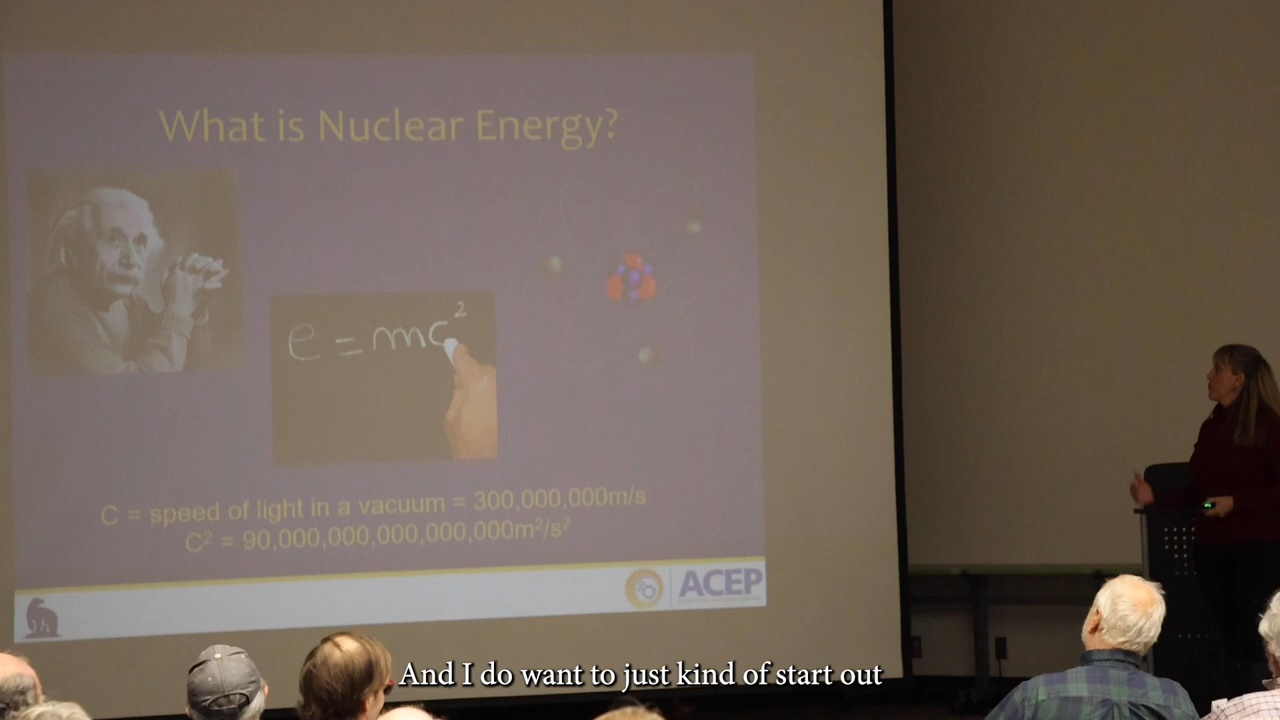 What is Nuclear Energy?
e = mc²
C = speed of light in a vacuum = 300,000,000m/s
C² = 90,000,000,000,000,000m²/s²
ACEP
And I do want to just kind of start out